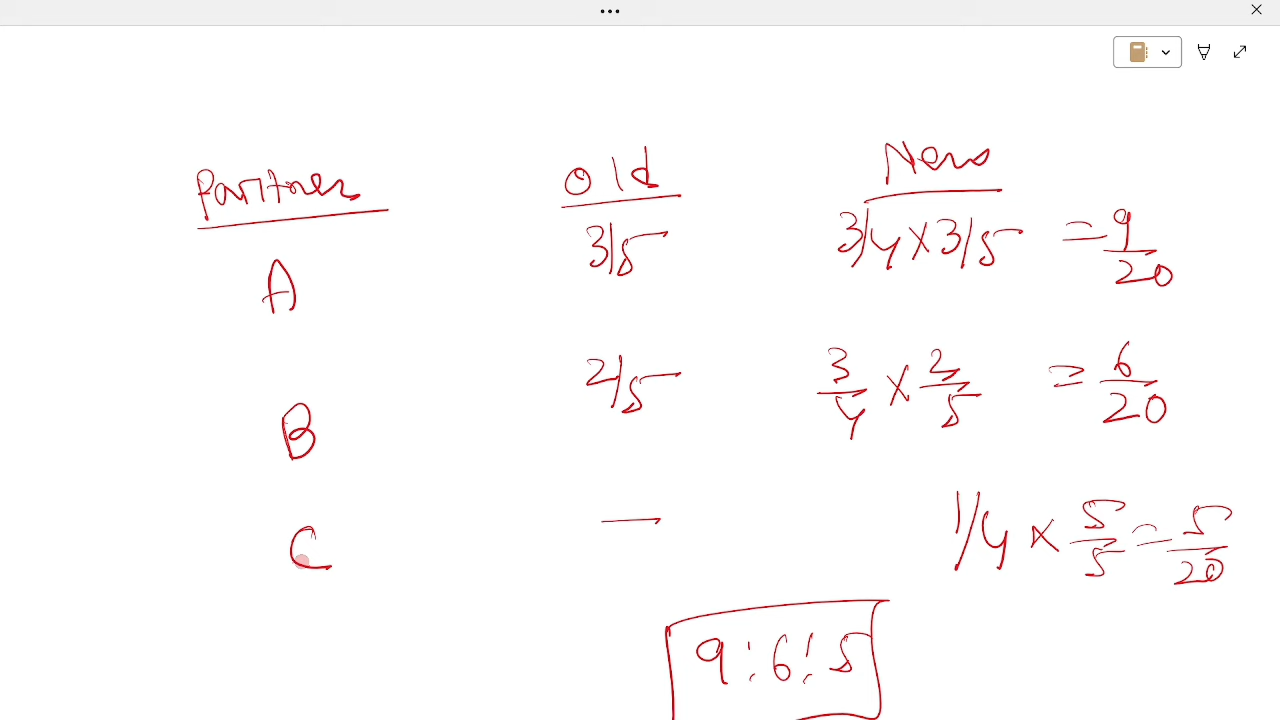 Partner Old New
A 3/5 3/4 × 3/5 = 9/20
B 2/5 3/4 × 2/5 = 6/20
C — 1/4 × 5/5 = 5/20
9:6:5